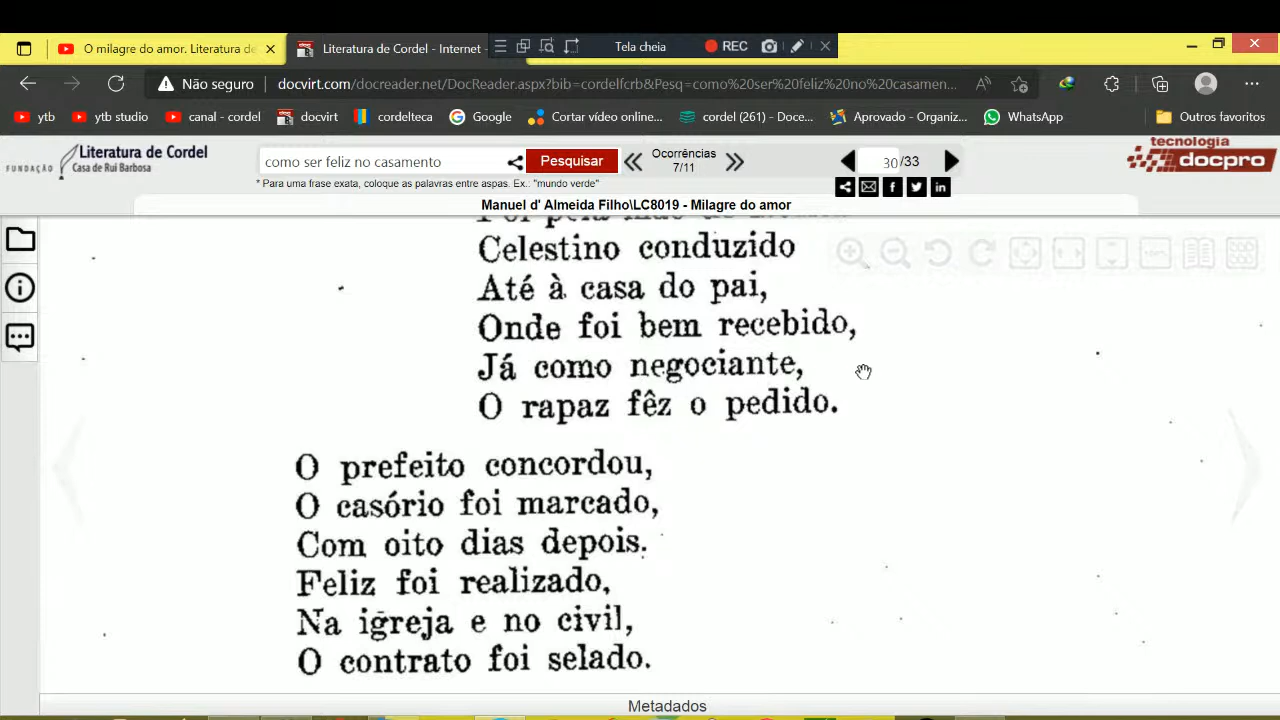 O milagre do amor. Literatura de
Literatura de Cordel - Internet
Tela cheia
REC
Não seguro
docvirt.com/docreader.net/DocReader.aspx?bib=cordelfcrb&Pesq=como%20ser%20feliz%20no%20casamen...
ytb
ytb studio
canal - cordel
docvirt
cordelteca
Google
Cortar vídeo online...
cordel (261) - Doce...
Aprovado - Organiz...
WhatsApp
Outros favoritos
FUNDAÇÃO
Literatura de Cordel
Casa de Rui Barbosa
como ser feliz no casamento
Pesquisar
Ocorrências
7/11
30 /33
tecnologia
docpro
* Para uma frase exata, coloque as palavras entre aspas. Ex.: "mundo verde"
Manuel d' Almeida Filho\LC8019 - Milagre do amor
Celestino conduzido
Até à casa do pai,
Onde foi bem recebido,
Já como negociante,
O rapaz fêz o pedido.
O prefeito concordou,
O casório foi marcado,
Com oito dias depois.
Feliz foi realizado,
Na igreja e no civil,
O contrato foi selado.
Metadados